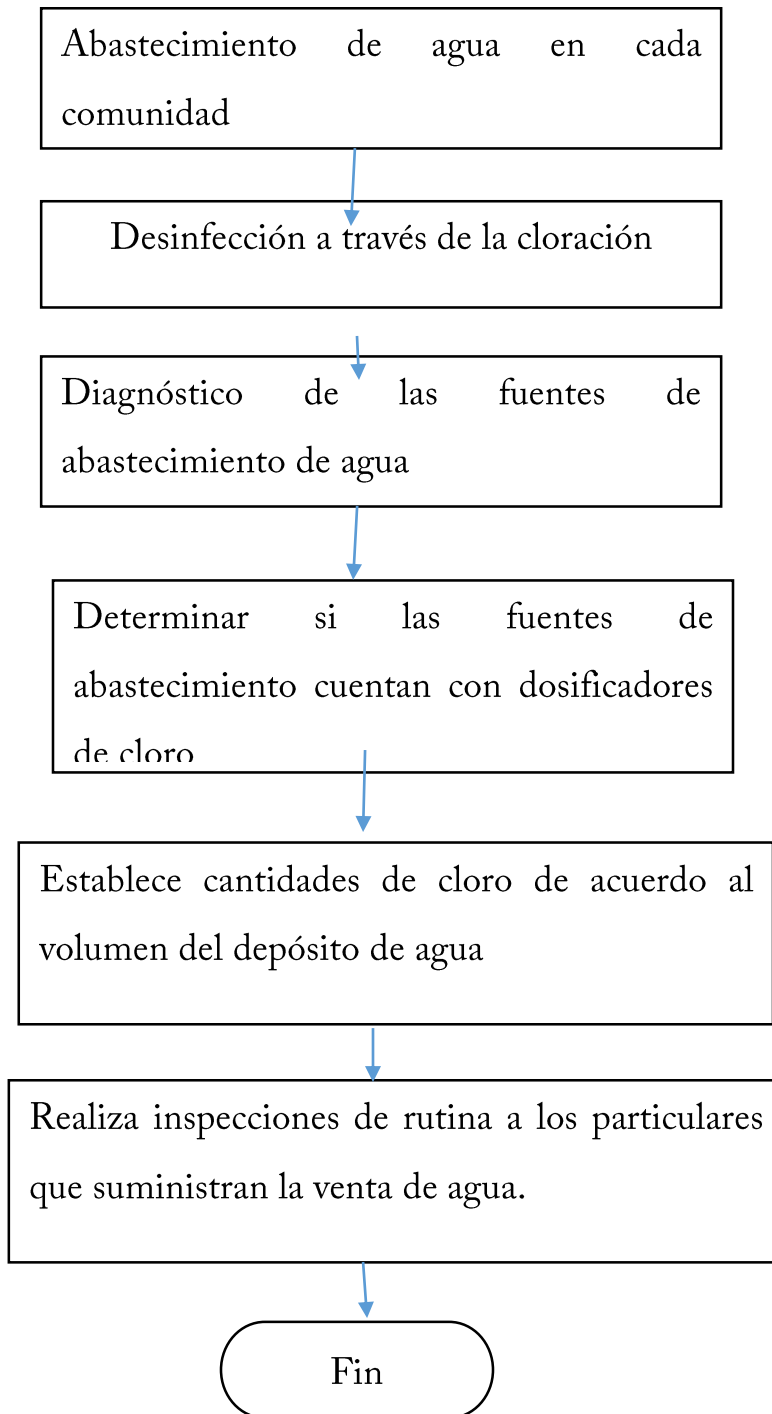 Abastecimiento de agua en cada
comunidad
Desinfección a través de la cloración
Diagnóstico de las fuentes de
abastecimiento de agua
Determinar si las fuentes de
abastecimiento cuentan con dosificadores
de cloro
Establece cantidades de cloro de acuerdo al
volumen del depósito de agua
Realiza inspecciones de rutina a los particulares
que suministran la venta de agua.
Fin